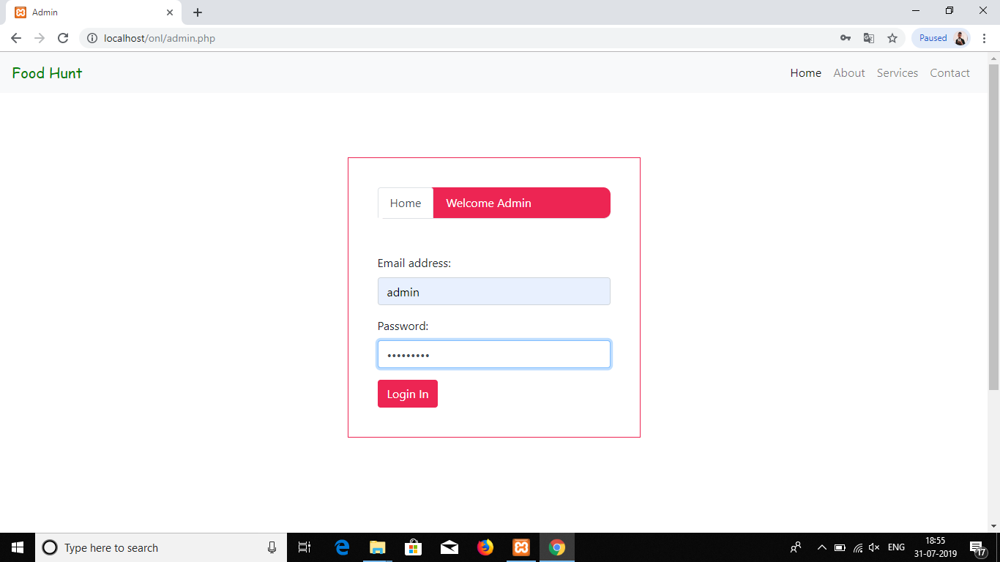 Admin
localhost/onl/admin.php
Paused
Food Hunt
Home About Services Contact
Home Welcome Admin
Email address:
admin
Password:
•••••••••
Login In
Type here to search
ENG
18:55
31-07-2019
17